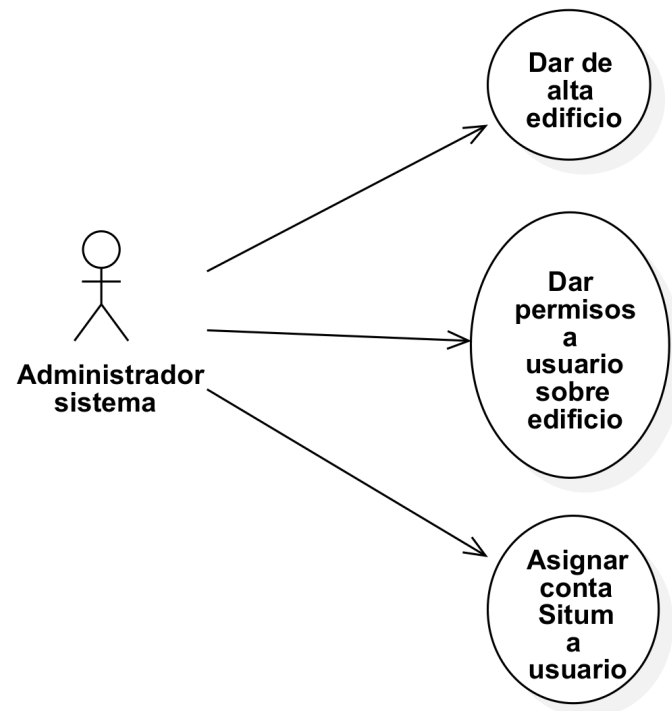 Dar de
alta
edificio
Dar
permisos
a
usuario
sobre
edificio
Administrador
sistema
Asignar
conta
Situm
a
usuario